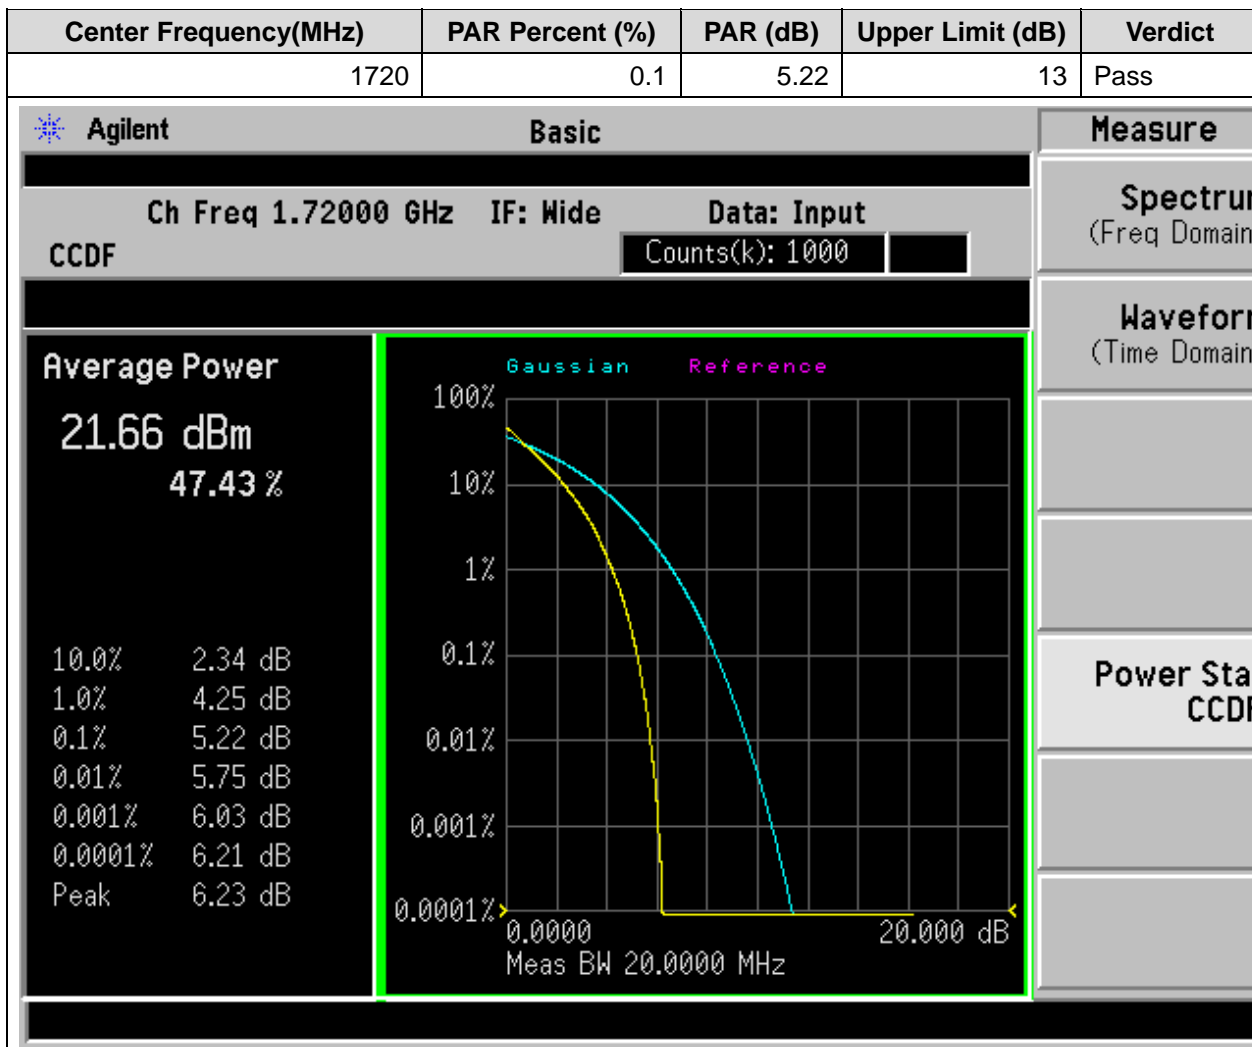 Center Frequency(MHz) PAR Percent (%) PAR (dB) Upper Limit (dB) Verdict
1720 0.1 5.22 13 Pass
Agilent Basic Measure
Ch Freq 1.72000 GHz IF: Wide Data: Input
CCDF Counts(k): 1000
Average Power
21.66 dBm
47.43 %
10.0% 2.34 dB
1.0% 4.25 dB
0.1% 5.22 dB
0.01% 5.75 dB
0.001% 6.03 dB
0.0001% 6.21 dB
Peak 6.23 dB
Gaussian Reference
100%
10%
1%
0.1%
0.01%
0.001%
0.0001%
0.0000 20.000 dB
Meas BW 20.0000 MHz
Spectru
(Freq Domain
Wavefor
(Time Domain
Power Sta
CCD